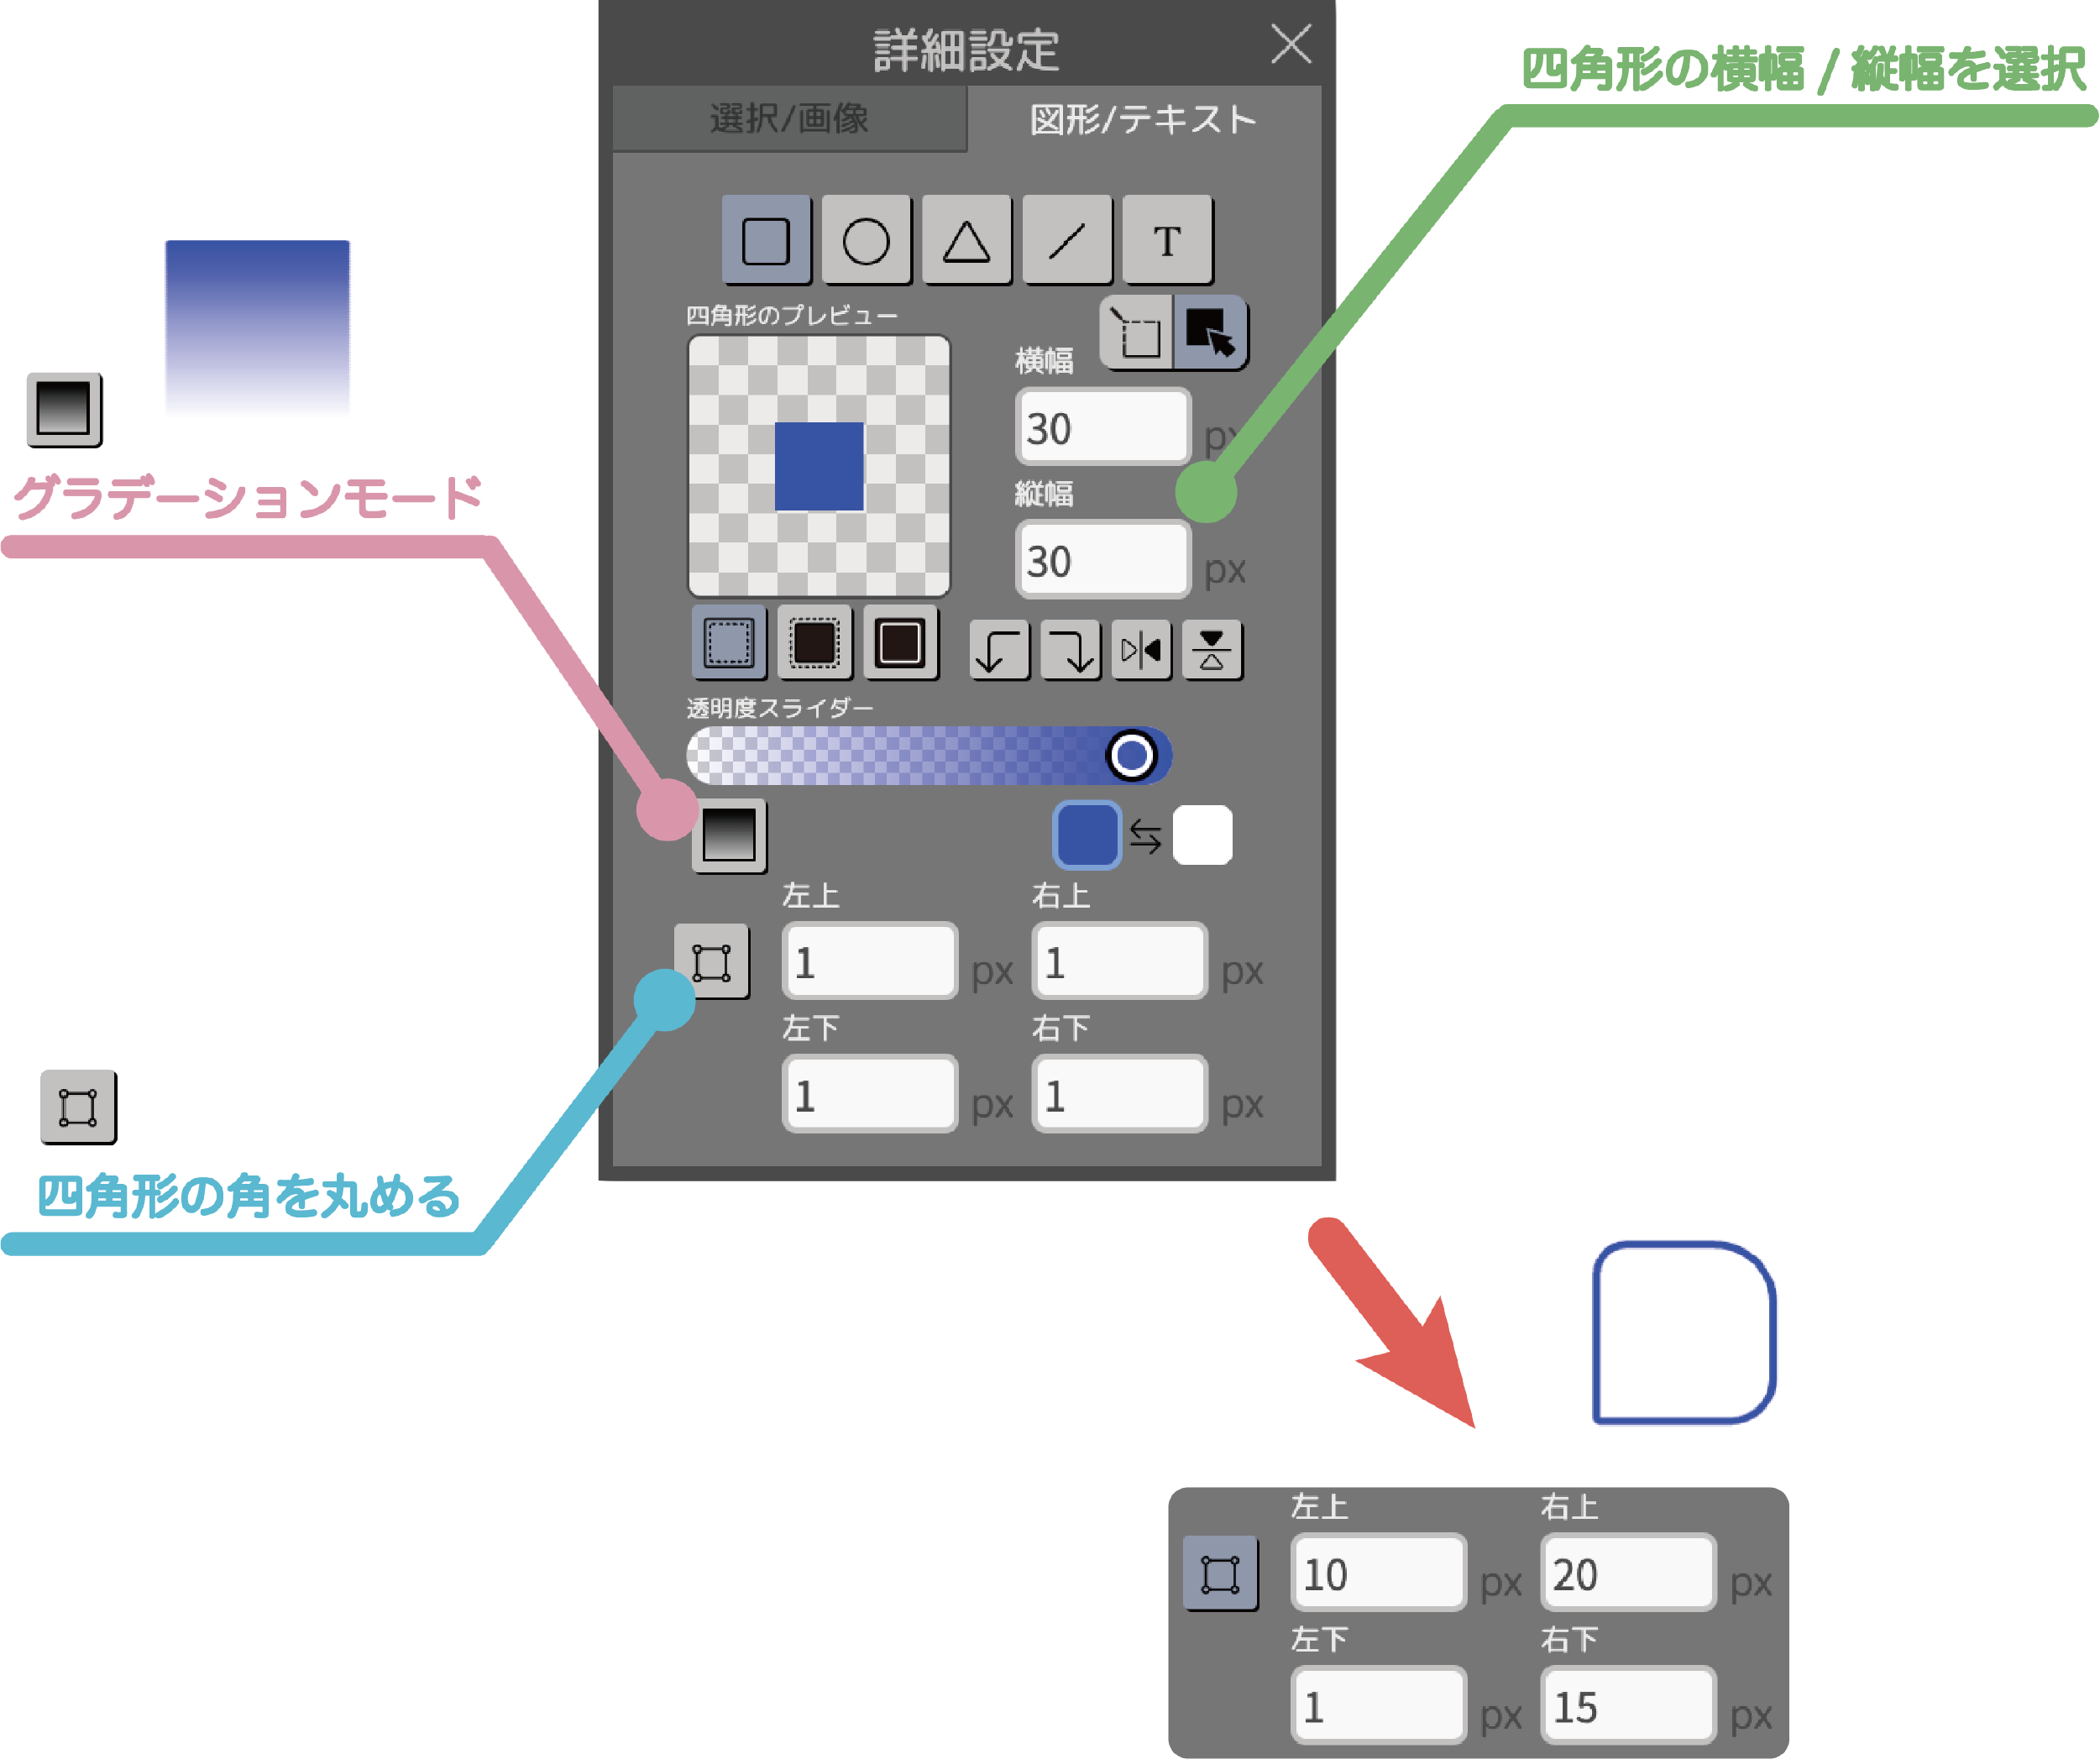 詳細設定
四角形の横幅/縦幅を選択
選択/画像
図形/テキスト
T
四角形のプレビュー
横幅
30 px
グラデーションモード
縦幅
30 px
透明度スライダー
左上
右上
1 px
1 px
左下
右下
1 px
1 px
四角形の角を丸める
左上
右上
10 px
20 px
左下
右下
1 px
15 px